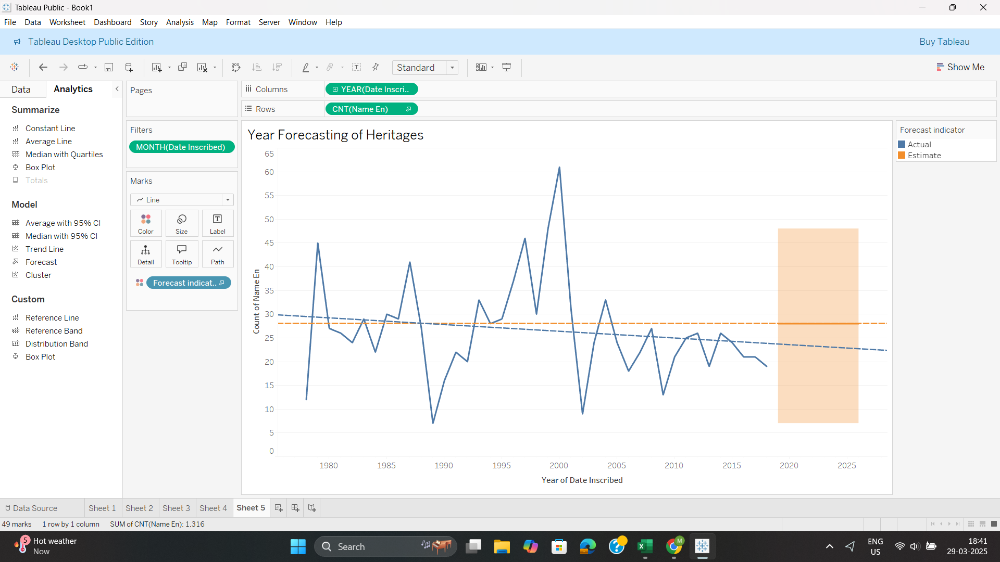 Tableau Public - Book1
File Data Worksheet Dashboard Story Analysis Map Format Server Window Help
Tableau Desktop Public Edition
Buy Tableau
Standard
Show Me
Data
Analytics
Summarize
Constant Line
Average Line
Median with Quartiles
Box Plot
Totals
Model
Average with 95% CI
Median with 95% CI
Trend Line
Forecast
Cluster
Custom
Reference Line
Reference Band
Distribution Band
Box Plot
Pages
Filters
MONTH(Date Inscribed)
Marks
Line
Color Size Label
Detail Tooltip Path
Forecast indicat..
Columns
YEAR(Date Inscri..
Rows
CNT(Name En)
Year Forecasting of Heritages
65
60
55
50
45
40
35
30
25
20
15
10
5
0
Count of Name En
1980 1985 1990 1995 2000 2005 2010 2015 2020 2025
Year of Date Inscribed
Forecast indicator
Actual
Estimate
Data Source Sheet 1 Sheet 2 Sheet 3 Sheet 4 Sheet 5
49 marks 1 row by 1 column SUM of CNT(Name En): 1,316
5
Hot weather
Now
Search
M
ENG
US
18:41
29-03-2025